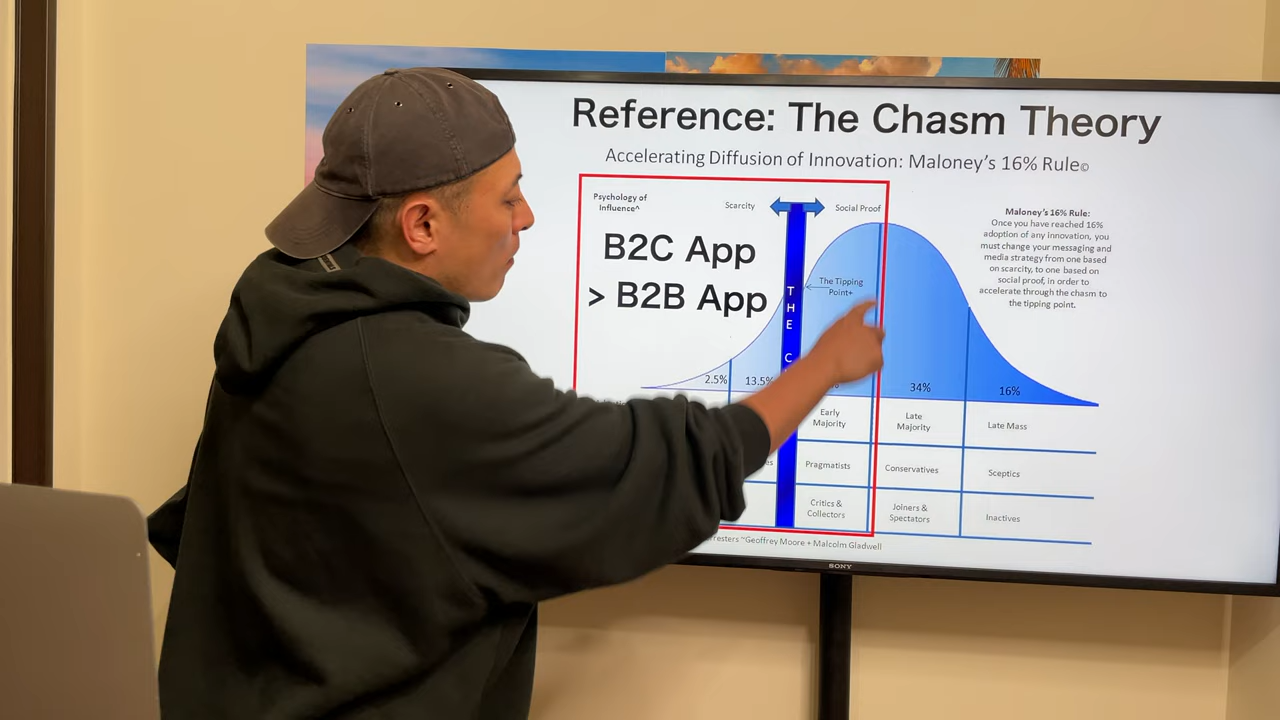 Reference: The Chasm Theory
Accelerating Diffusion of Innovation: Maloney's 16% Rule©
Psychology of
Influence^
Scarcity
Social Proof
B2C App
> B2B App
The Tipping
Point+
T
H
E
C
Maloney's 16% Rule:
Once you have reached 16%
adoption of any innovation, you
must change your messaging and
media strategy from one based
on scarcity, to one based on
social proof, in order to
accelerate through the chasm to
the tipping point.
2.5%
13.5%
34%
16%
Early
Majority
Late
Majority
Late Mass
Pragmatists
Conservatives
Sceptics
Critics &
Collectors
Joiners &
Spectators
Inactives
~Geoffrey Moore + Malcolm Gladwell
SONY